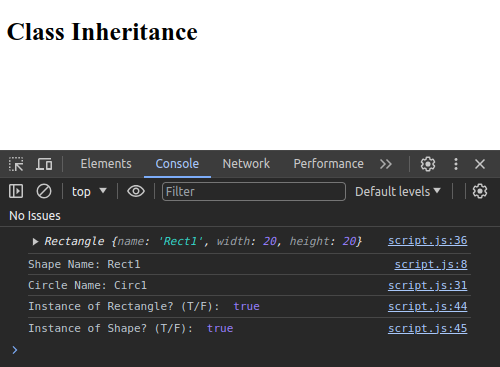 Class Inheritance
Elements Console Network Performance
top Filter Default levels
No Issues
Rectangle {name: 'Rect1', width: 20, height: 20} script.js:36
Shape Name: Rect1 script.js:8
Circle Name: Circ1 script.js:31
Instance of Rectangle? (T/F): true script.js:44
Instance of Shape? (T/F): true script.js:45